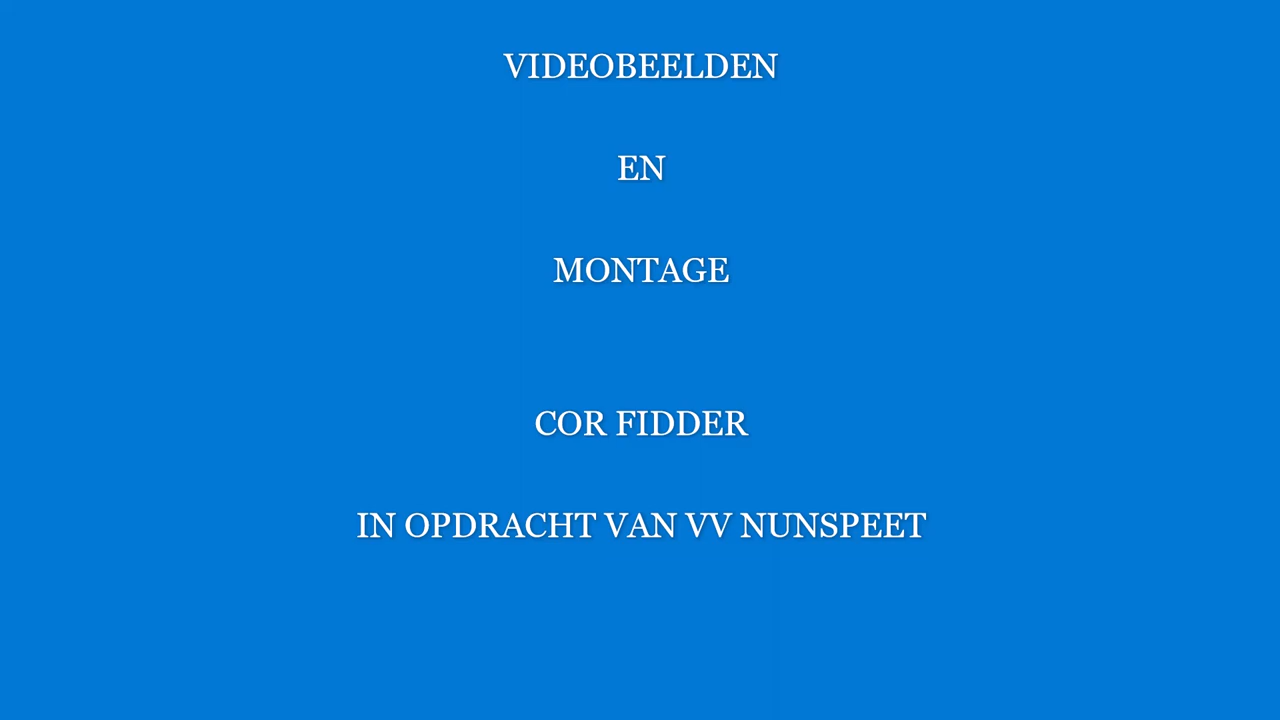 VIDEOBEELDEN
EN
MONTAGE
COR FIDDER
IN OPDRACHT VAN VV NUNSPEET